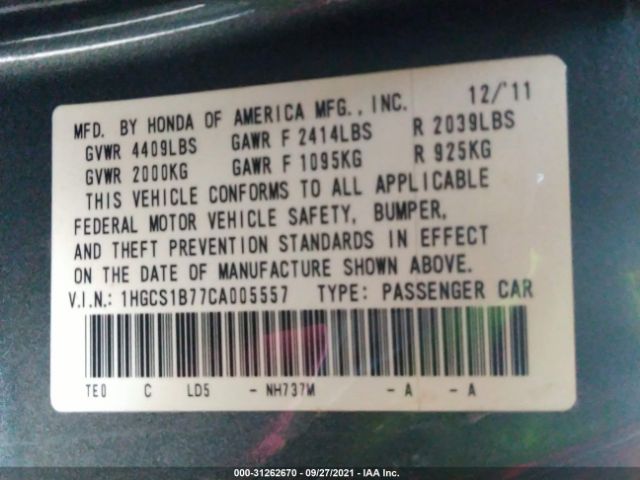 MFD. BY HONDA OF AMERICA MFG., INC. 12/'11
GVWR 4409LBS GAWR F 2414LBS R 2039LBS
GVWR 2000KG GAWR F 1095KG R 925KG
THIS VEHICLE CONFORMS TO ALL APPLICABLE
FEDERAL MOTOR VEHICLE SAFETY, BUMPER,
AND THEFT PREVENTION STANDARDS IN EFFECT
ON THE DATE OF MANUFACTURE SHOWN ABOVE.
V.I.N.: 1HGCS1B77CA005557 TYPE: PASSENGER CAR
TE0 C LD5 - NH737M - A - A
000-31262670 - 09/27/2021 - IAA Inc.